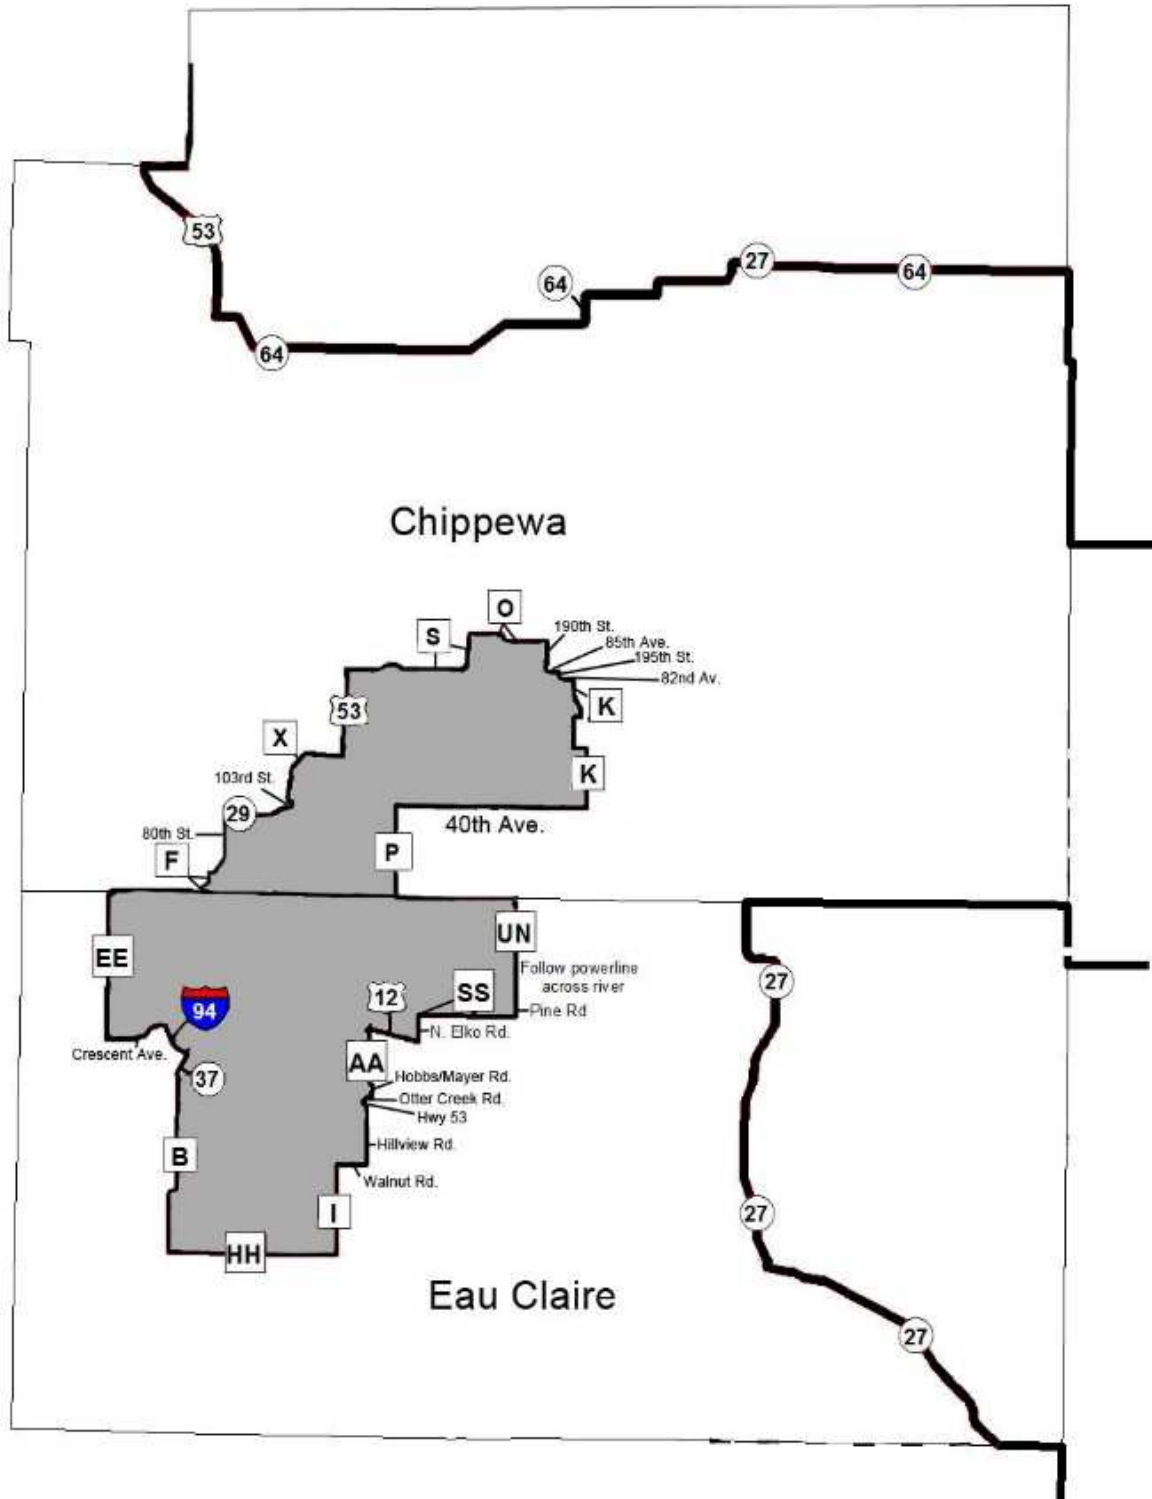 53
27
64
64
64
Chippewa
O
190th St.
S
85th Ave.
195th St.
82nd Av.
K
53
X
K
103rd St.
29
40th Ave.
80th St.
P
F
UN
EE
Follow powerline
across river
27
SS
12
94
Pine Rd
N. Elko Rd.
Crescent Ave.
AA
37
Hobbs/Mayer Rd.
Otter Creek Rd.
Hwy 53
Hillview Rd.
B
Walnut Rd.
I
27
HH
Eau Claire
27